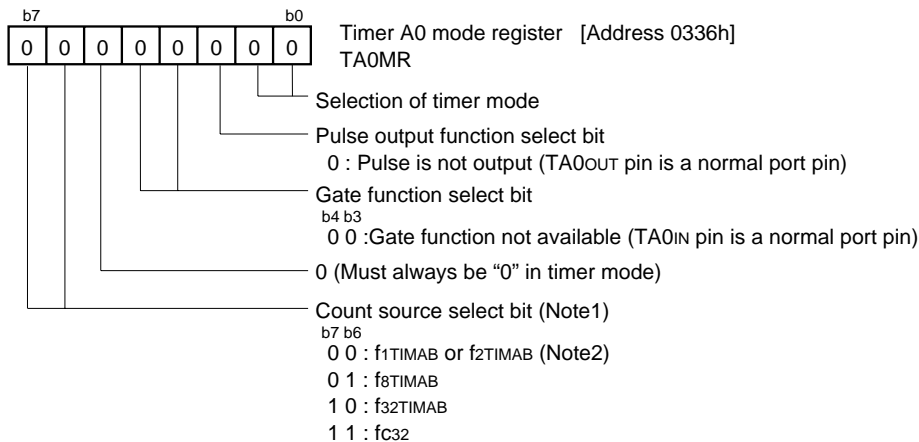 b7 b0
0 0 0 0 0 0 0 0
Timer A0 mode register [Address 0336h]
TA0MR
Selection of timer mode
Pulse output function select bit
0 : Pulse is not output (TA0OUT pin is a normal port pin)
Gate function select bit
b4 b3
0 0 :Gate function not available (TA0IN pin is a normal port pin)
0 (Must always be “0” in timer mode)
Count source select bit (Note1)
b7 b6
0 0 : f1TIMAB or f2TIMAB (Note2)
0 1 : f8TIMAB
1 0 : f32TIMAB
1 1 : fC32